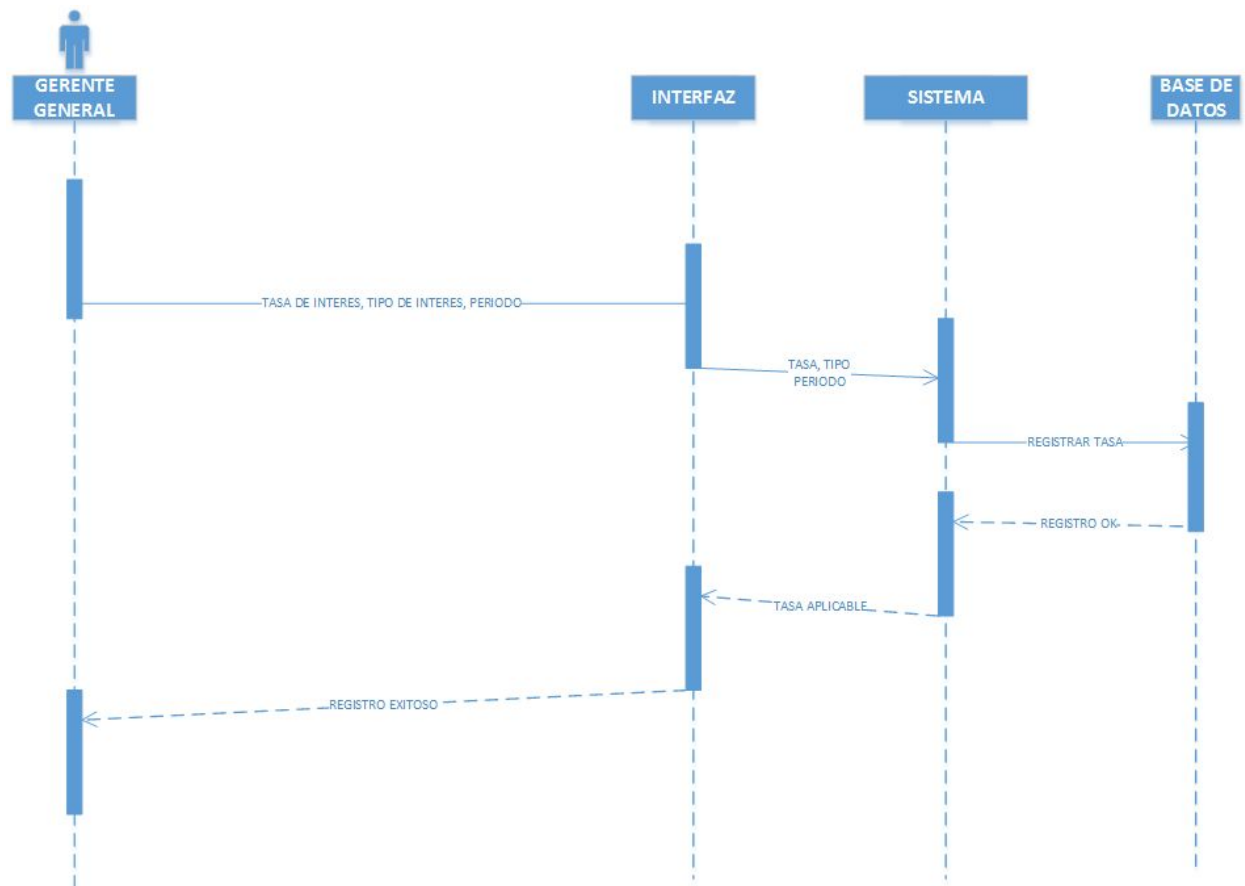 GERENTE
GENERAL
INTERFAZ
SISTEMA
BASE DE
DATOS
TASA DE INTERES, TIPO DE INTERES, PERIODO
TASA, TIPO
PERIODO
REGISTRAR TASA
REGISTRO OK
TASA APLICABLE
REGISTRO EXITOSO